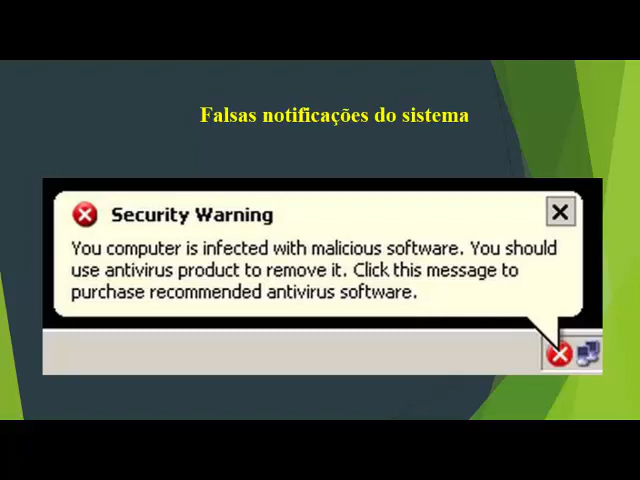 Falsas notificações do sistema
Security Warning
You computer is infected with malicious software. You should
use antivirus product to remove it. Click this message to
purchase recommended antivirus software.